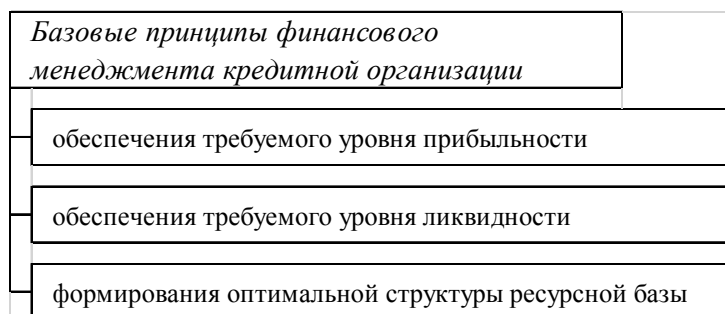 Базовые принципы финансового
менеджмента кредитной организации
обеспечения требуемого уровня прибыльности
обеспечения требуемого уровня ликвидности
формирования оптимальной структуры ресурсной базы